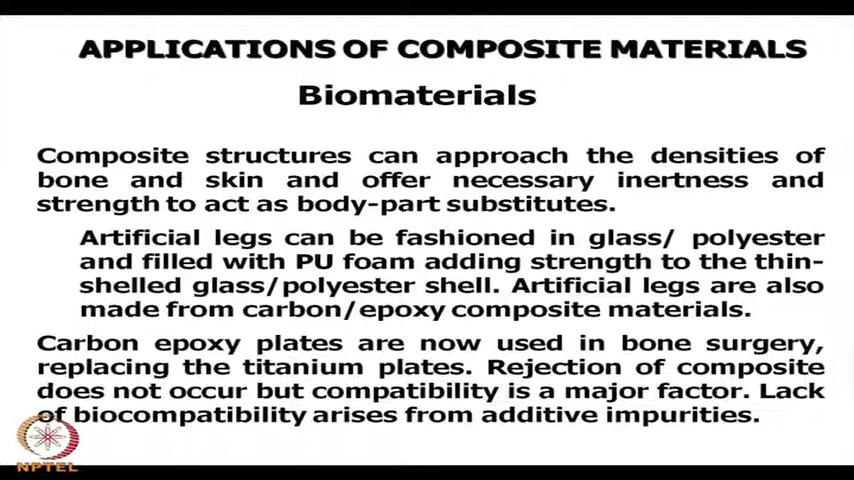 APPLICATIONS OF COMPOSITE MATERIALS
Biomaterials
Composite structures can approach the densities of
bone and skin and offer necessary inertness and
strength to act as body-part substitutes.
Artificial legs can be fashioned in glass/ polyester
and filled with PU foam adding strength to the thin-
shelled glass/polyester shell. Artificial legs are also
made from carbon/epoxy composite materials.
Carbon epoxy plates are now used in bone surgery,
replacing the titanium plates. Rejection of composite
does not occur but compatibility is a major factor. Lack
of biocompatibility arises from additive impurities.
NPTEL